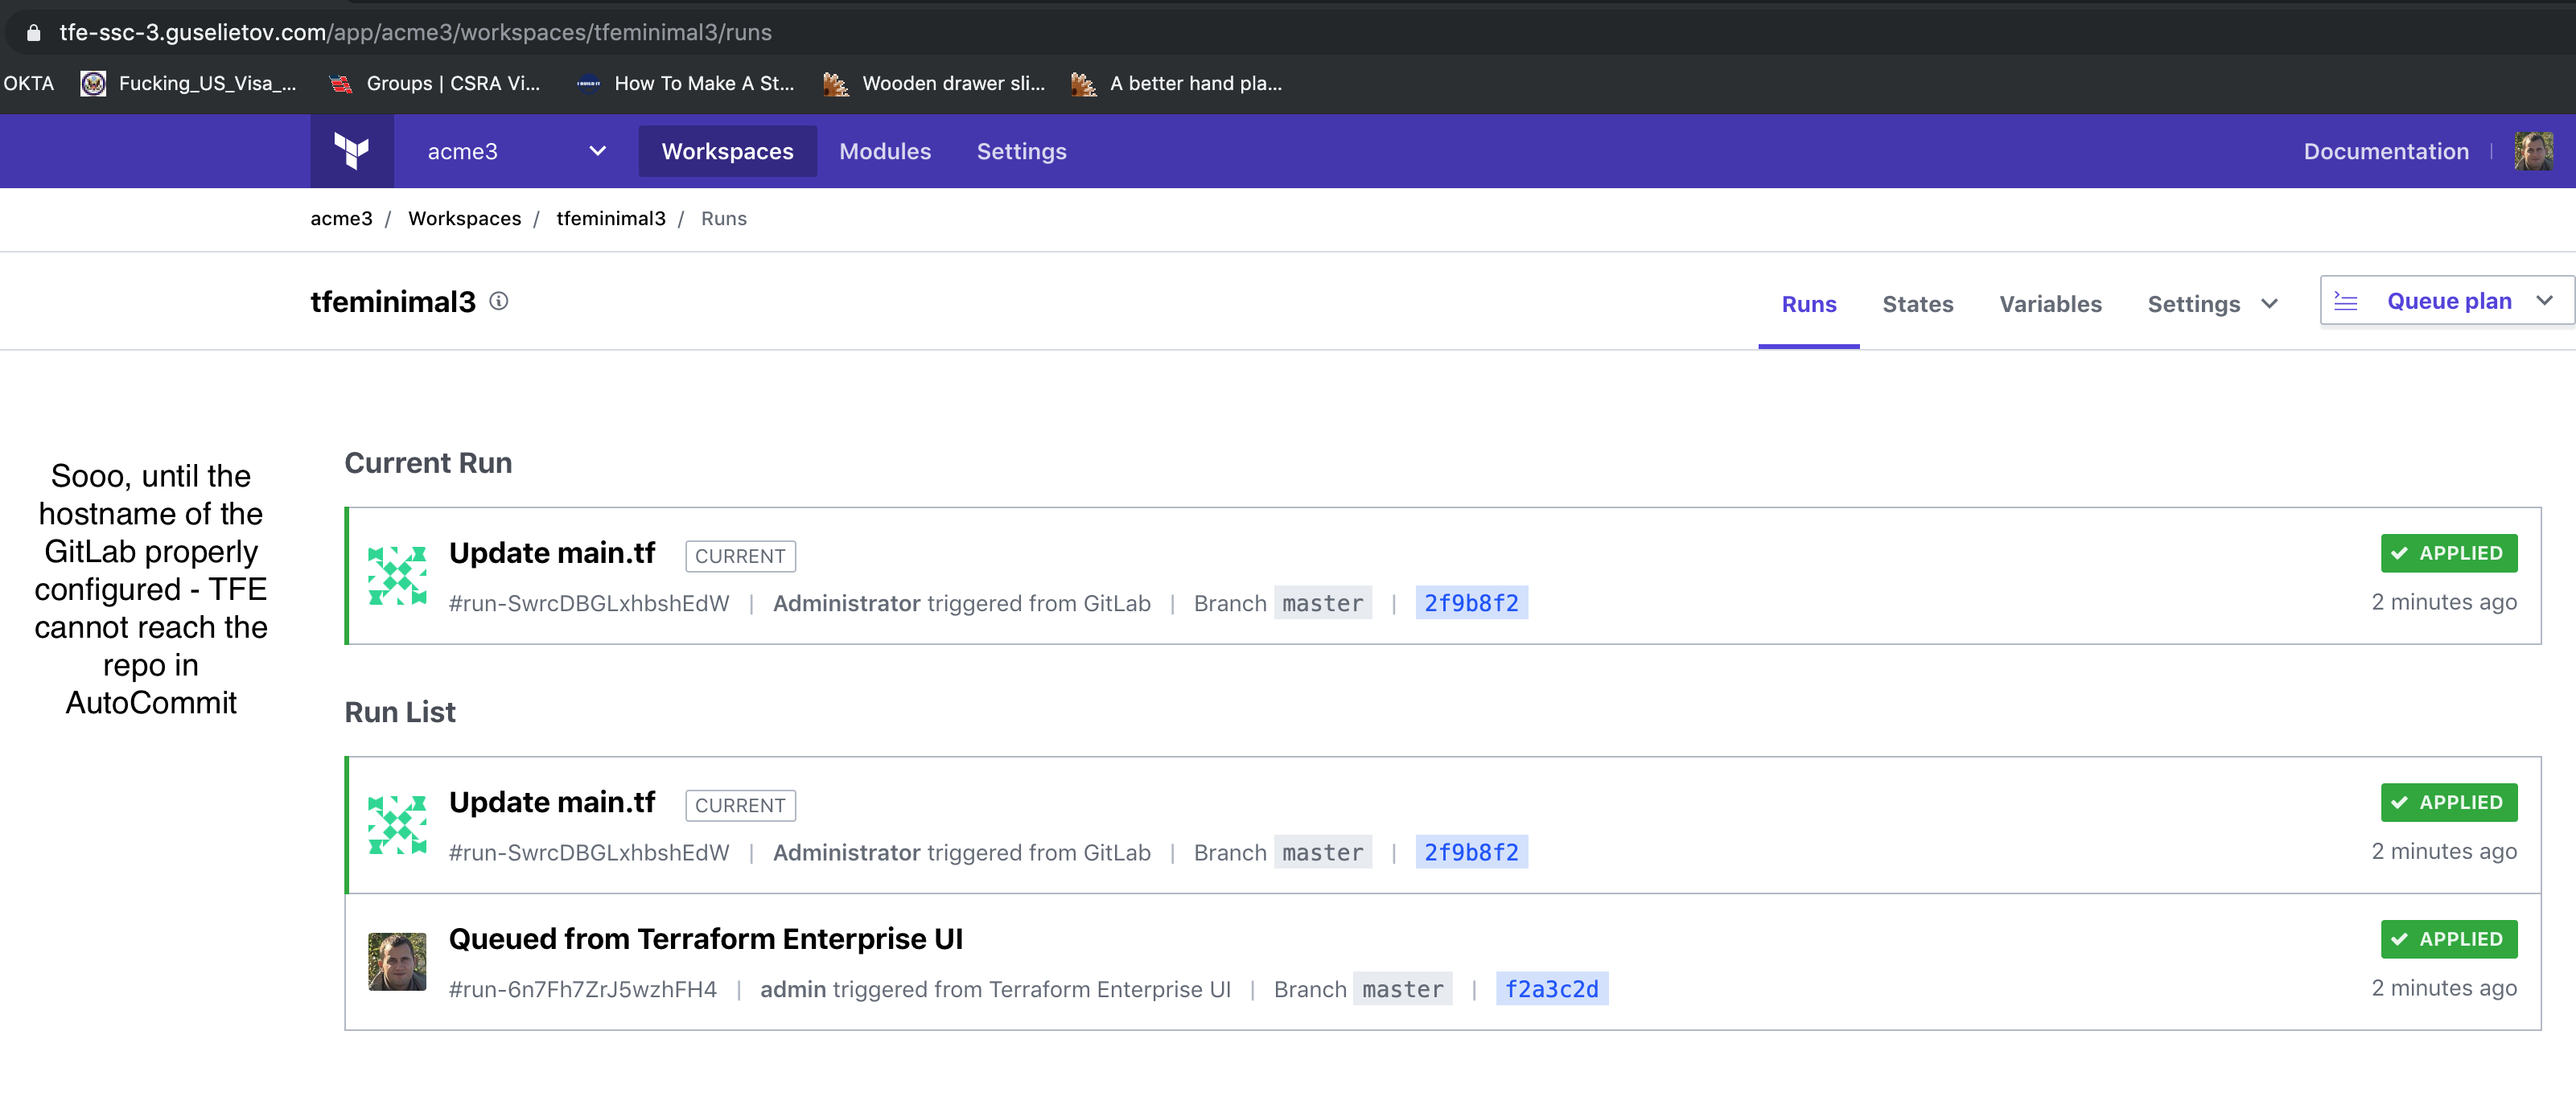 tfe-ssc-3.guselietov.com/app/acme3/workspaces/tfeminimal3/runs
OKTA Fucking_US_Visa_... Groups | CSRA Vi... How To Make A St... Wooden drawer sli... A better hand pla...
acme3 Workspaces Modules Settings Documentation
acme3 / Workspaces / tfeminimal3 / Runs
tfeminimal3 Runs States Variables Settings Queue plan
Sooo, until the
hostname of the
GitLab properly
configured - TFE
cannot reach the
repo in
AutoCommit
Current Run
Update main.tf CURRENT APPLIED
#run-SwrcDBGLxhbshEdW | Administrator triggered from GitLab | Branch master | 2f9b8f2 2 minutes ago
Run List
Update main.tf CURRENT APPLIED
#run-SwrcDBGLxhbshEdW | Administrator triggered from GitLab | Branch master | 2f9b8f2 2 minutes ago
Queued from Terraform Enterprise UI APPLIED
#run-6n7Fh7ZrJ5wzhFH4 | admin triggered from Terraform Enterprise UI | Branch master | f2a3c2d 2 minutes ago